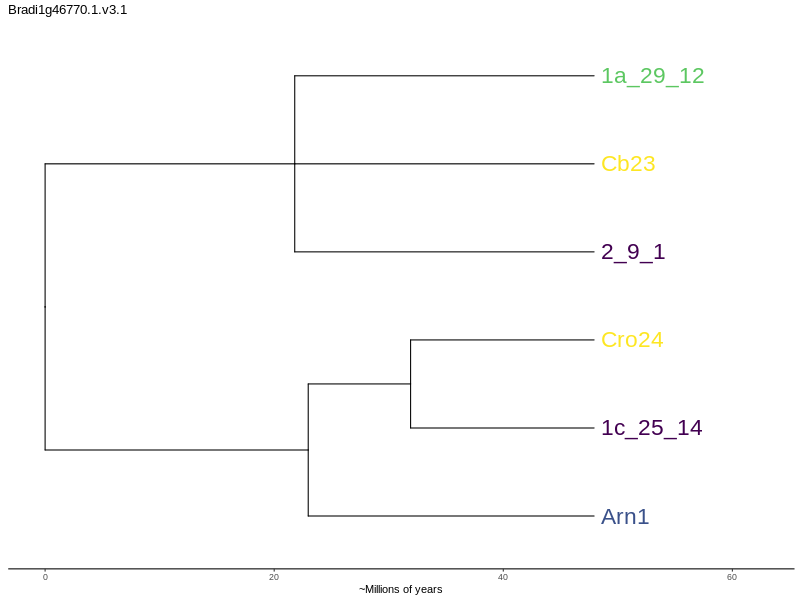 Bradi1g46770.1.v3.1
1a_29_12
Cb23
2_9_1
Cro24
1c_25_14
Arn1
0 20 40 60
~Millions of years